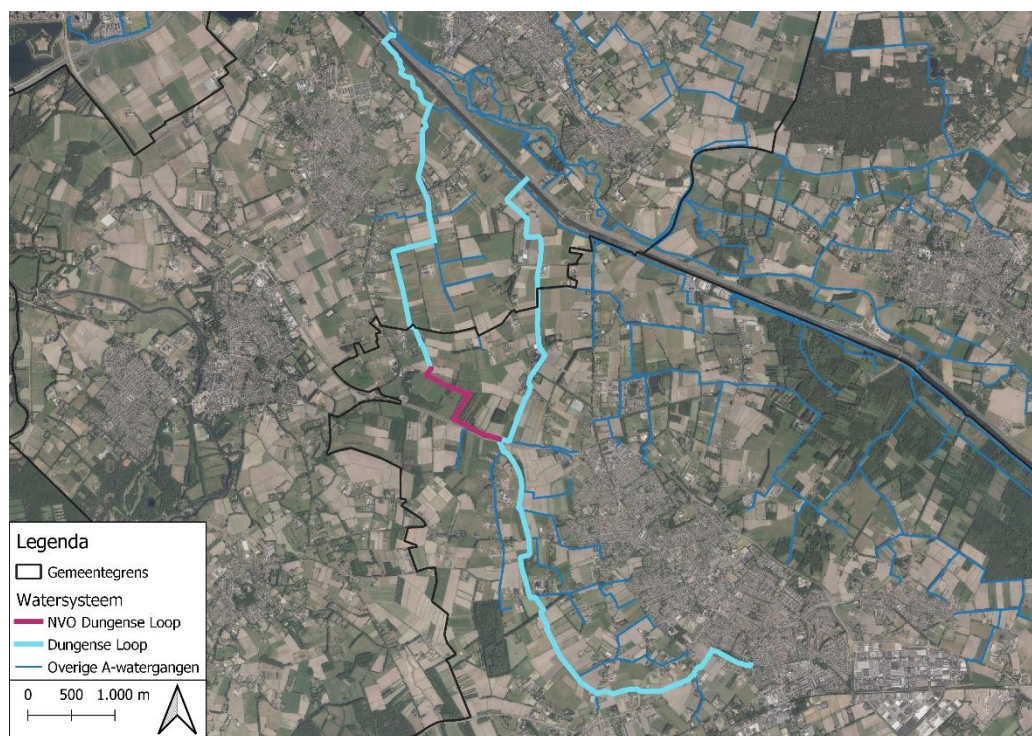 Legenda
Gemeentegrens
Watersysteem
NVO Dungense Loop
Dungense Loop
Overige A-watergangen
0 500 1.000 m